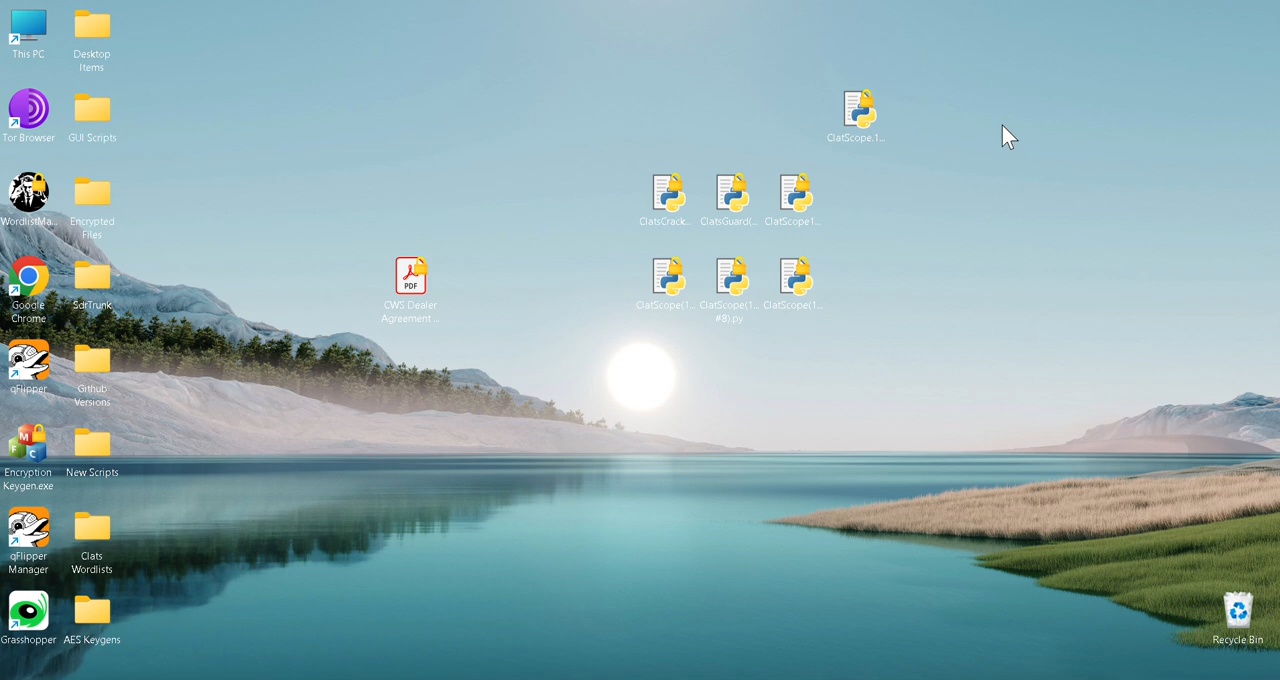 This PC
Desktop
Items
Tor Browser
GUI Scripts
ClatScope.1...
WordlistMa...
Encrypted
Files
ClatsCrack...
ClatsGuard(...
ClatScope1...
Google
Chrome
SdrTrunk
PDF
CWS Dealer
Agreement ...
ClatScope(1...
ClatScope(1...
#8).py
ClatScope(1...
qFlipper
Github
Versions
M
F
C
Encryption
Keygen.exe
New Scripts
qFlipper
Manager
Clats
Wordlists
Grasshopper
AES Keygens
Recycle Bin